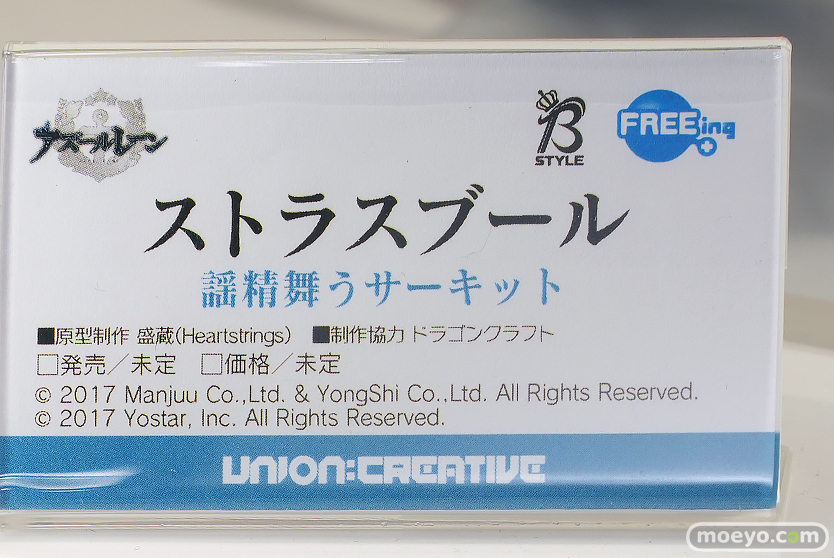 アズールレーン
B STYLE
FREEing
ストラスブール
謡精舞うサーキット
■原型制作 盛蔵(Heartstrings) ■制作協力 ドラゴンクラフト
□発売／未定 □価格／未定
© 2017 Manjuu Co.,Ltd. & YongShi Co.,Ltd. All Rights Reserved.
© 2017 Yostar, Inc. All Rights Reserved.
UNION:CREATIVE
moeyo.com